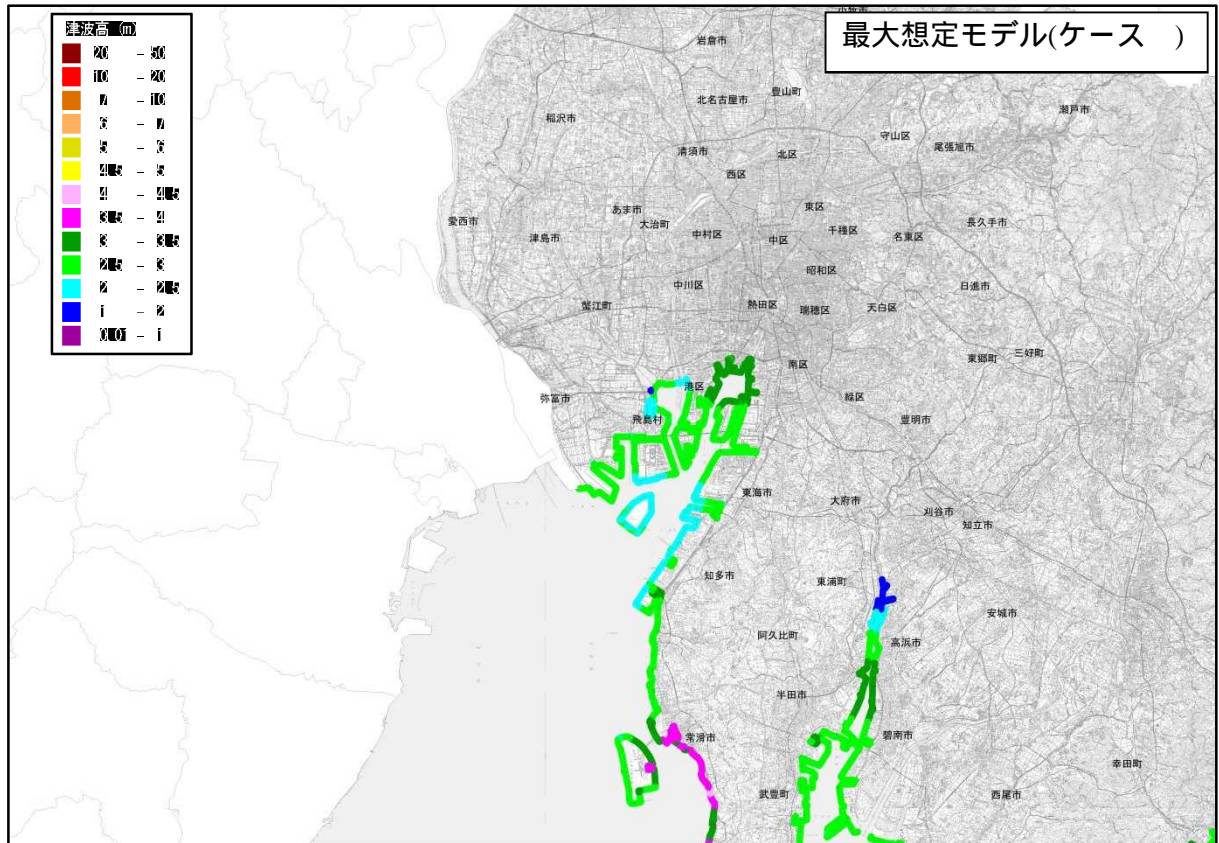 津波高 (m)
20 - 50
10 - 20
7 - 10
6 - 7
5 - 6
4.5 - 5
4 - 4.5
3.5 - 4
3 - 3.5
2.5 - 3
2 - 2.5
1 - 2
0.01 - 1
最大想定モデル(ケース )
岩倉市
豊山町
北名古屋市
瀬戸市
稲沢市
守山区
尾張旭市
清須市
北区
西区
あま市
東区
愛西市
大治町
長久手市
津島市
中村区
中区
千種区
名東区
昭和区
中川区
日進市
蟹江町
熱田区
瑞穂区
天白区
三好町
東郷町
南区
港区
弥富市
緑区
飛島村
豊明市
東海市
大府市
刈谷市
知立市
知多市
東浦町
安城市
阿久比町
高浜市
半田市
常滑市
碧南市
幸田町
武豊町
西尾市